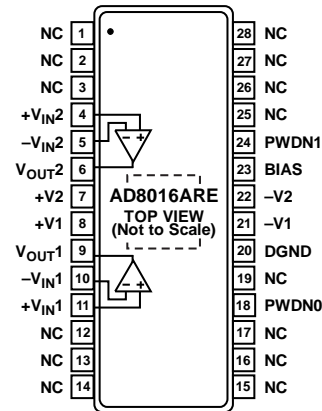 NC 1 28 NC
NC 2 27 NC
NC 3 26 NC
+VIN2 4 25 NC
–VIN2 5 24 PWDN1
VOUT2 6 23 BIAS
+V2 7 AD8016ARE 22 –V2
+V1 8 TOP VIEW 21 –V1
(Not to Scale)
VOUT1 9 20 DGND
–VIN1 10 19 NC
+VIN1 11 18 PWDN0
NC 12 17 NC
NC 13 16 NC
NC 14 15 NC
– +
– +